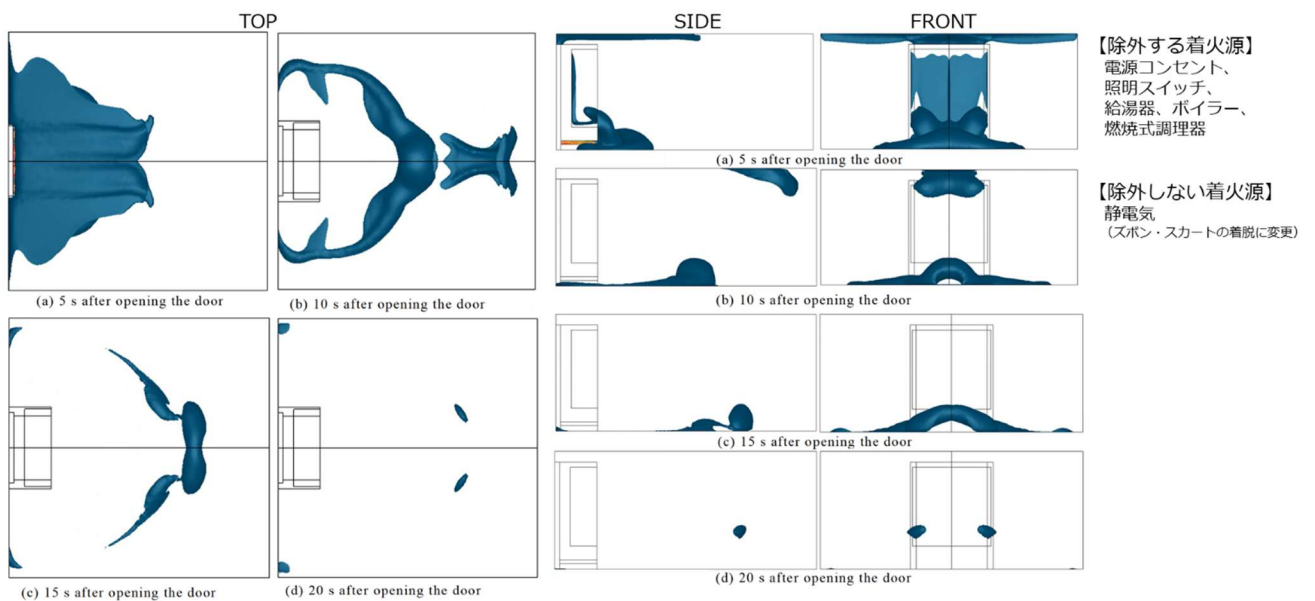 TOP
(a) 5 s after opening the door
(b) 10 s after opening the door
(c) 15 s after opening the door
(d) 20 s after opening the door
SIDE
FRONT
(a) 5 s after opening the door
(b) 10 s after opening the door
(c) 15 s after opening the door
(d) 20 s after opening the door
【除外する着火源】
電源コンセント、
照明スイッチ、
給湯器、ボイラー、
燃焼式調理器
【除外しない着火源】
静電気
（ズボン・スカートの着脱に変更）